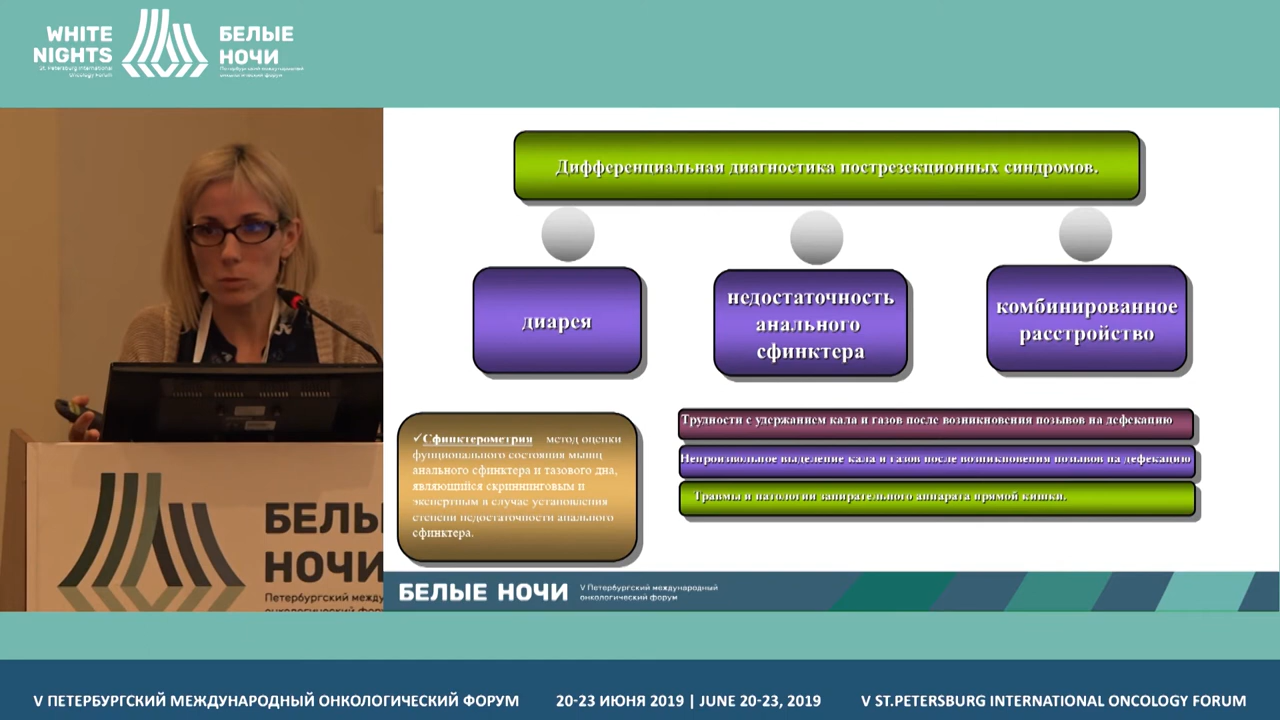 WHITE
NIGHTS
St. Petersburg International
Oncology Forum
БЕЛЫЕ
НОЧИ
Петербургский международный
онкологический форум
Дифференциальная диагностика пострезекционных синдромов.
диарея
недостаточность
анального
сфинктера
комбинированное
расстройство
✓Сфинктерометрия метод оценки
фунционального состояния мышц
анального сфинктера и тазового дна,
являющийся скриннинговым и
экспертным в случае установления
степени недостаточности анального
сфинктера.
Трудности с удержанием кала и газов после возникновения позывов на дефекацию
Непроизвольное выделение кала и газов после возникновения позывов на дефекацию
Травмы и патологии запирательного аппарата прямой кишки.
БЕЛЫ
НОЧИ
Петербургский между
онкологический фор
БЕЛЫЕ НОЧИ
V Петербургский международный
онкологический форум
V ПЕТЕРБУРГСКИЙ МЕЖДУНАРОДНЫЙ ОНКОЛОГИЧЕСКИЙ ФОРУМ
20-23 ИЮНЯ 2019 | JUNE 20-23, 2019
V ST.PETERSBURG INTERNATIONAL ONCOLOGY FORUM